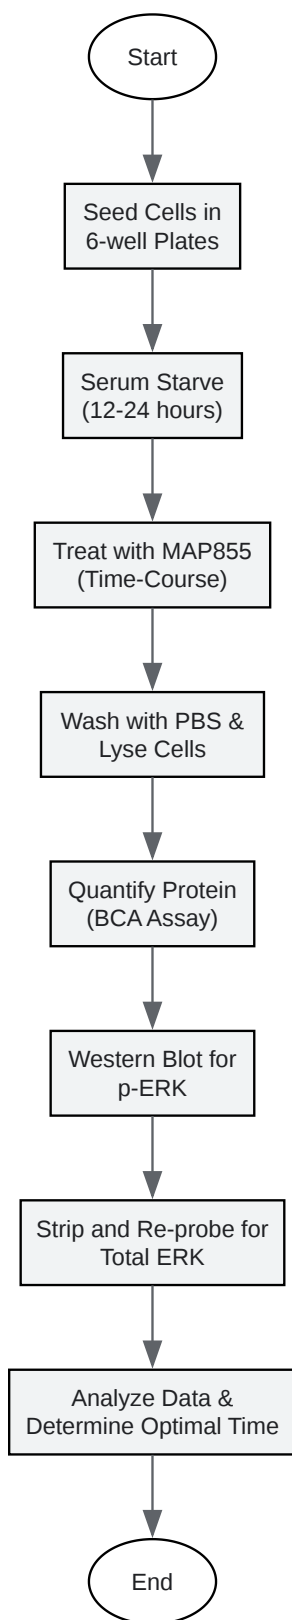 Start
Seed Cells in
6-well Plates
Serum Starve
(12-24 hours)
Treat with MAP855
(Time-Course)
Wash with PBS &
Lyse Cells
Quantify Protein
(BCA Assay)
Western Blot for
p-ERK
Strip and Re-probe for
Total ERK
Analyze Data &
Determine Optimal Time
End